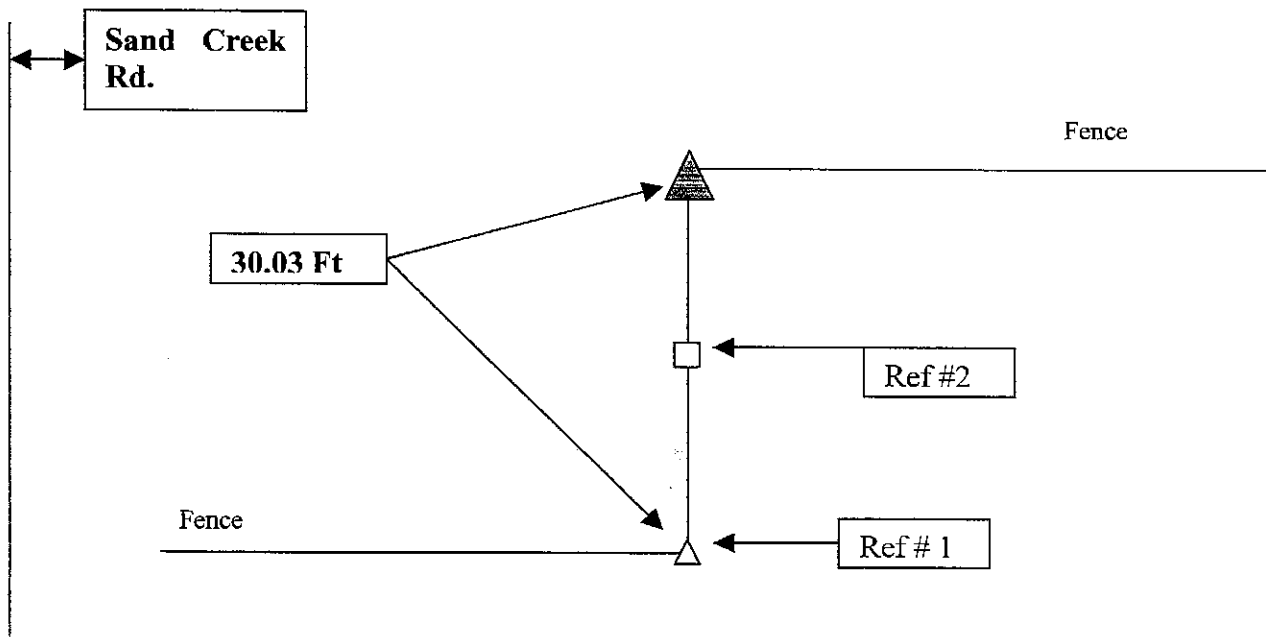 Sand Creek
Rd.
Fence
30.03 Ft
Ref #2
Fence
Ref # 1